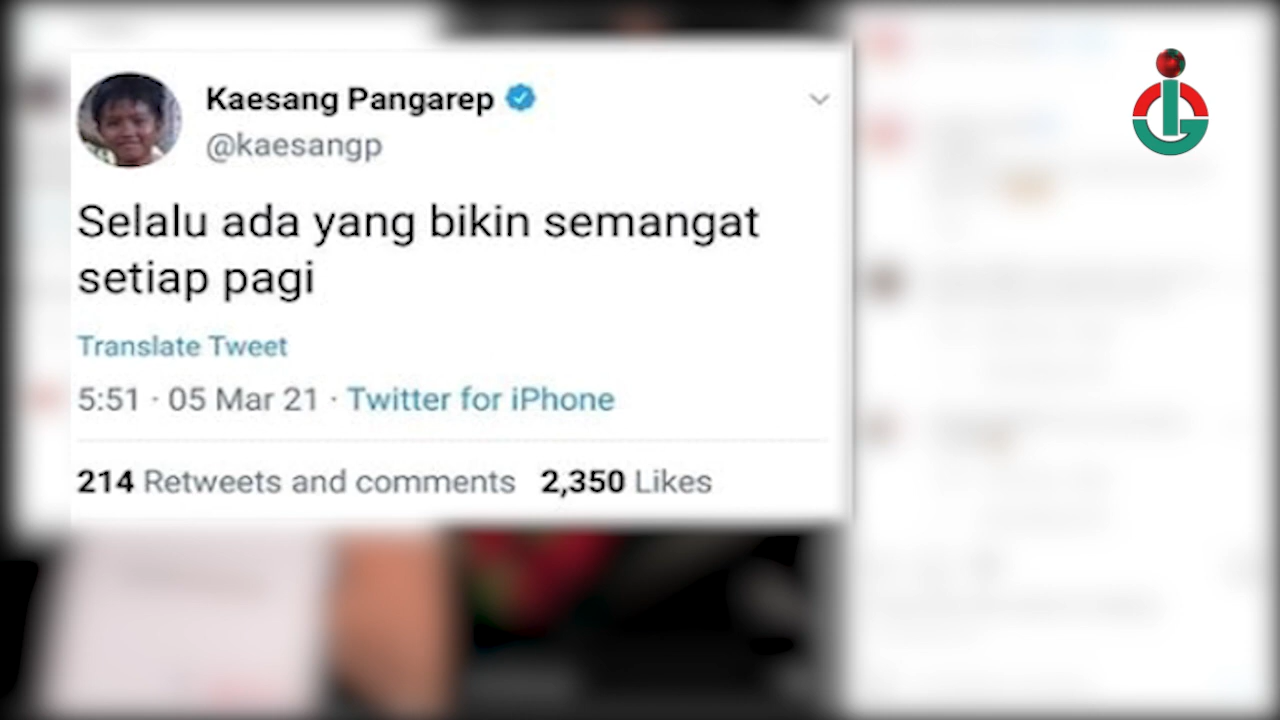 Kaesang Pangarep
@kaesangp
Selalu ada yang bikin semangat
setiap pagi
Translate Tweet
5:51 · 05 Mar 21 · Twitter for iPhone
214 Retweets and comments 2,350 Likes